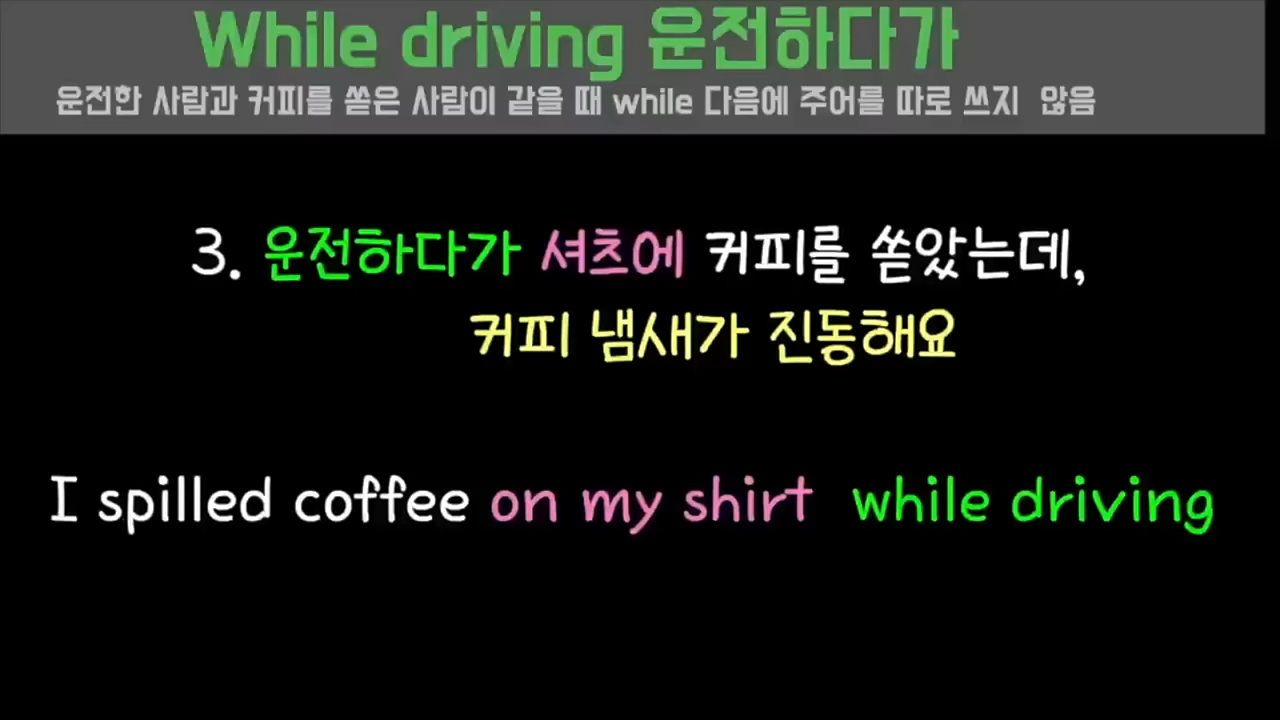 While driving 운전하다가
운전한 사람과 커피를 쏟은 사람이 같을 때 while 다음에 주어를 따로 쓰지 않음
3. 운전하다가 셔츠에 커피를 쏟았는데,
커피 냄새가 진동해요
I spilled coffee on my shirt while driving